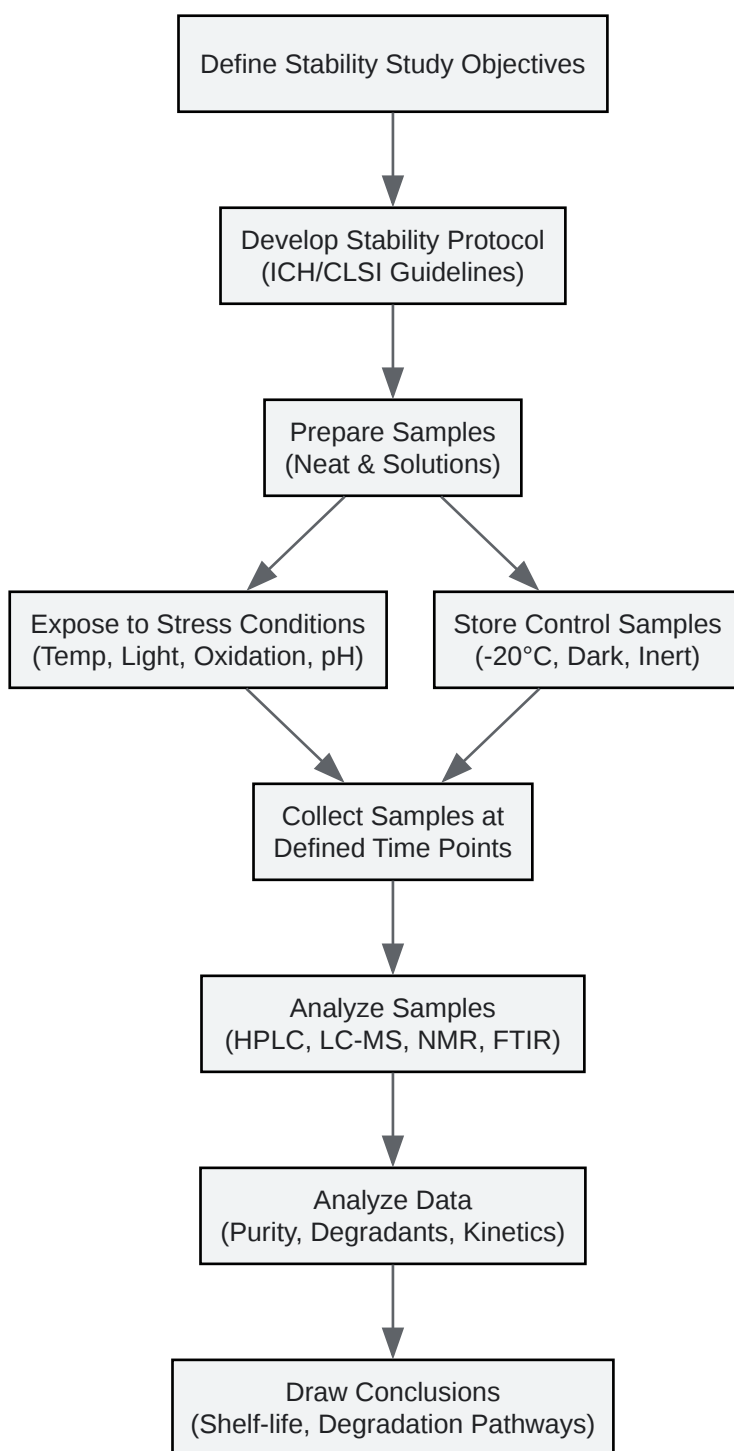 Define Stability Study Objectives
Develop Stability Protocol
(ICH/CLSI Guidelines)
Prepare Samples
(Neat & Solutions)
Expose to Stress Conditions
(Temp, Light, Oxidation, pH)
Store Control Samples
(-20°C, Dark, Inert)
Collect Samples at
Defined Time Points
Analyze Samples
(HPLC, LC-MS, NMR, FTIR)
Analyze Data
(Purity, Degradants, Kinetics)
Draw Conclusions
(Shelf-life, Degradation Pathways)